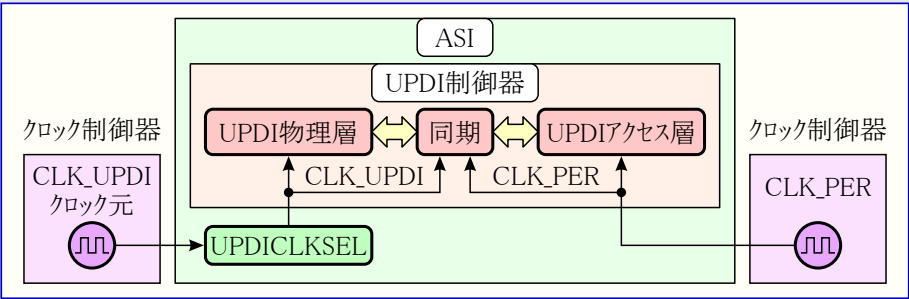 ASI
UPDI制御器
UPDI物理層
同期
UPDIアクセス層
クロック制御器
CLK_UPDI
クロック元
CLK_UPDI
CLK_PER
クロック制御器
CLK_PER
UPDICLKSEL